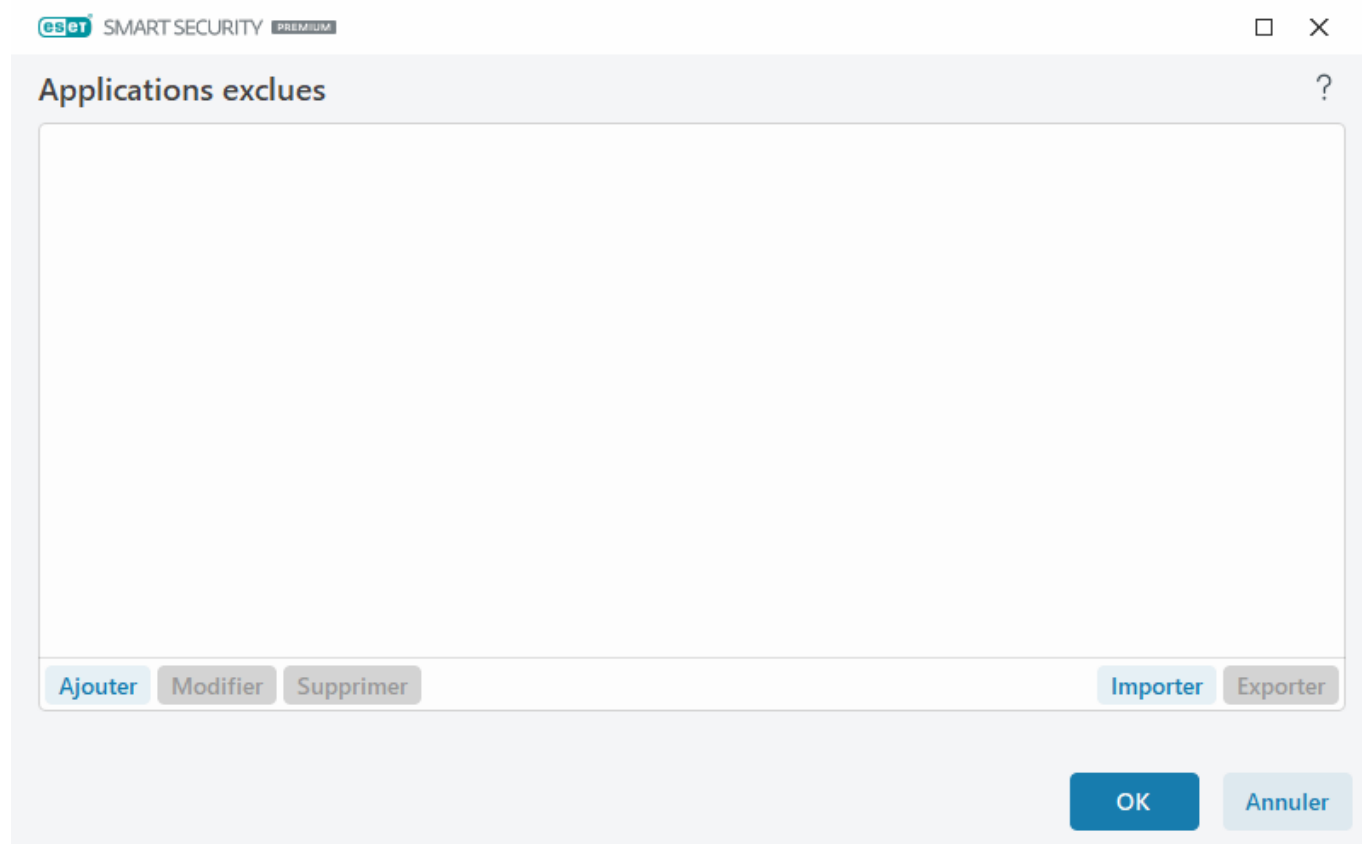 eset SMART SECURITY PREMIUM
Applications exclues
?
Ajouter Modifier Supprimer Importer Exporter
OK Annuler